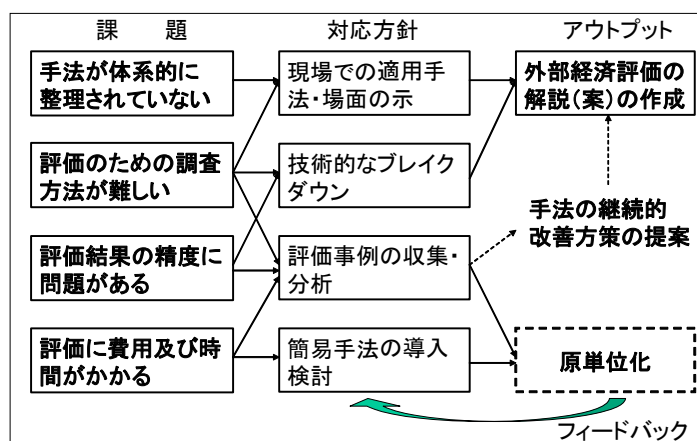 課　　題
対応方針
アウトプット
手法が体系的に
整理されていない
現場での適用手
法・場面の示
外部経済評価の
解説(案)の作成
評価のための調査
方法が難しい
技術的なブレイク
ダウン
手法の継続的
改善方策の提案
評価結果の精度に
問題がある
評価事例の収集・
分析
評価に費用及び時
間がかかる
簡易手法の導入
検討
原単位化
フィードバック